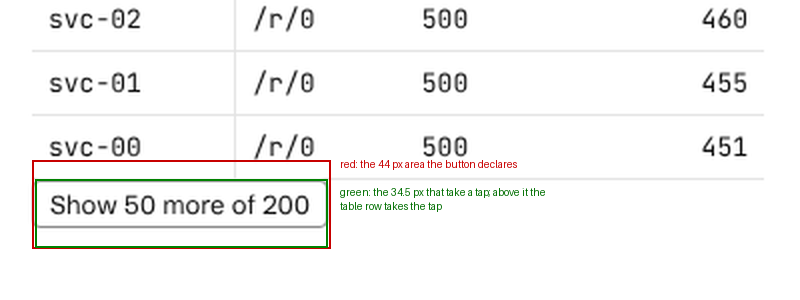 svc-02 /r/0 500 460
svc-01 /r/0 500 455
svc-00 /r/0 500 451
red: the 44 px area the button declares
green: the 34.5 px that take a tap; above it the
table row takes the tap
Show 50 more of 200